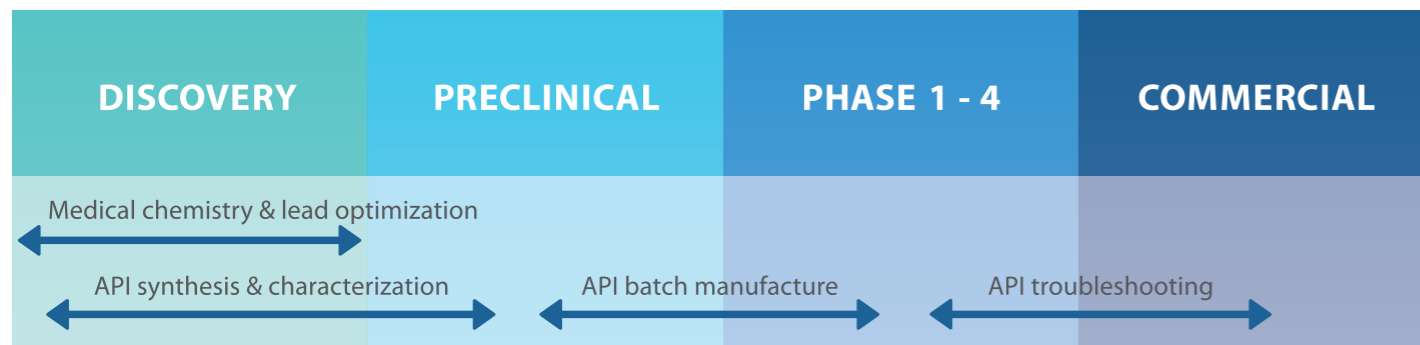 DISCOVERY PRECLINICAL PHASE 1 - 4 COMMERCIAL
Medical chemistry & lead optimization
API synthesis & characterization API batch manufacture API troubleshooting